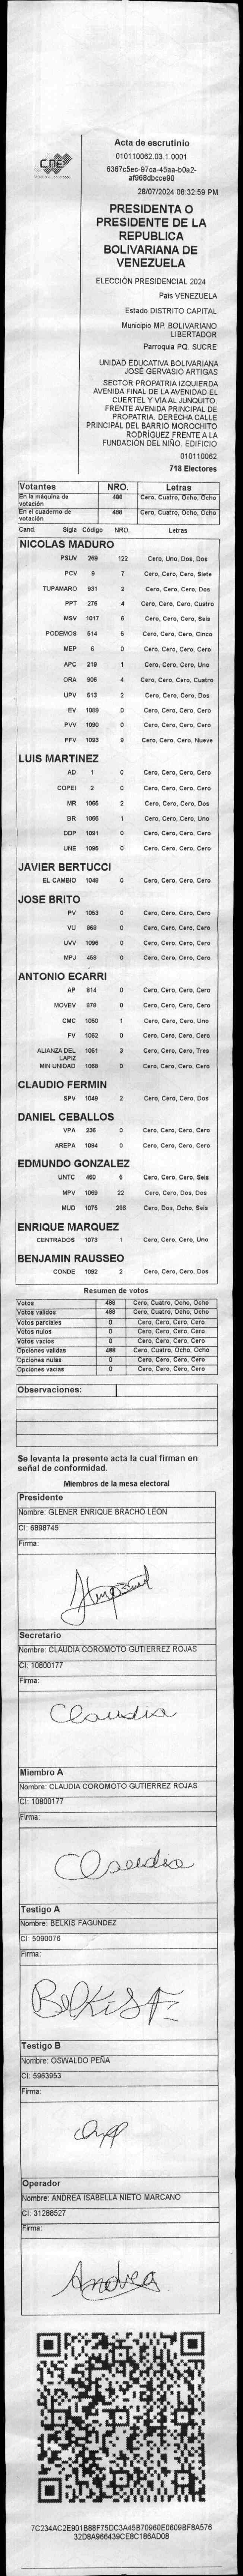 CNE
Acta de escrutinio
010110062.03.1.0001
6367c5ec-97ca-45aa-b0a2-
af968dbcce90
28/07/2024 08:32:59 PM
PRESIDENTA O
PRESIDENTE DE LA
REPUBLICA
BOLIVARIANA DE
VENEZUELA
ELECCIÓN PRESIDENCIAL 2024
Pais VENEZUELA
Estado DISTRITO CAPITAL
Municipio MP. BOLIVARIANO
LIBERTADOR
Parroquia PQ. SUCRE
UNIDAD EDUCATIVA BOLIVARIANA
JOSÉ GERVASIO ARTIGAS
SECTOR PROPATRIA IZQUIERDA
AVENIDA FINAL DE LA AVENIDA EL
CUERTEL Y VIA AL JUNQUITO.
FRENTE AVENIDA PRINCIPAL DE
PROPATRIA. DERECHA CALLE
PRINCIPAL DEL BARRIO MOROCHITO
RODRÍGUEZ FRENTE A LA
FUNDACIÓN DEL NIÑO. EDIFICIO
010110062
718 Electores
Votantes NRO. Letras
En la máquina de votación 488 Cero, Cuatro, Ocho, Ocho
En el cuaderno de votación 488 Cero, Cuatro, Ocho, Ocho
Cand. Sigla Código NRO. Letras
NICOLAS MADURO
PSUV 269 122 Cero, Uno, Dos, Dos
PCV 9 7 Cero, Cero, Cero, Siete
TUPAMARO 931 2 Cero, Cero, Cero, Dos
PPT 278 4 Cero, Cero, Cero, Cuatro
MSV 1017 6 Cero, Cero, Cero, Seis
PODEMOS 514 5 Cero, Cero, Cero, Cinco
MEP 6 0 Cero, Cero, Cero, Cero
APC 219 1 Cero, Cero, Cero, Uno
ORA 906 4 Cero, Cero, Cero, Cuatro
UPV 513 2 Cero, Cero, Cero, Dos
EV 1089 0 Cero, Cero, Cero, Cero
PVV 1090 0 Cero, Cero, Cero, Cero
PFV 1093 9 Cero, Cero, Cero, Nueve
LUIS MARTINEZ
AD 1 0 Cero, Cero, Cero, Cero
COPEI 2 0 Cero, Cero, Cero, Cero
MR 1065 2 Cero, Cero, Cero, Dos
BR 1066 1 Cero, Cero, Cero, Uno
DDP 1091 0 Cero, Cero, Cero, Cero
UNE 1095 0 Cero, Cero, Cero, Cero
JAVIER BERTUCCI
EL CAMBIO 1048 0 Cero, Cero, Cero, Cero
JOSE BRITO
PV 1053 0 Cero, Cero, Cero, Cero
VU 969 0 Cero, Cero, Cero, Cero
UVV 1096 0 Cero, Cero, Cero, Cero
MPJ 459 0 Cero, Cero, Cero, Cero
ANTONIO ECARRI
AP 814 0 Cero, Cero, Cero, Cero
MOVEV 879 0 Cero, Cero, Cero, Cero
CMC 1050 1 Cero, Cero, Cero, Uno
FV 1062 0 Cero, Cero, Cero, Cero
ALIANZA DEL LAPIZ 1051 3 Cero, Cero, Cero, Tres
MIN UNIDAD 1068 0 Cero, Cero, Cero, Cero
CLAUDIO FERMIN
SPV 1049 2 Cero, Cero, Cero, Dos
DANIEL CEBALLOS
VPA 236 0 Cero, Cero, Cero, Cero
AREPA 1094 0 Cero, Cero, Cero, Cero
EDMUNDO GONZALEZ
UNTC 460 6 Cero, Cero, Cero, Seis
MPV 1069 22 Cero, Cero, Dos, Dos
MUD 1075 286 Cero, Dos, Ocho, Seis
ENRIQUE MARQUEZ
CENTRADOS 1073 1 Cero, Cero, Cero, Uno
BENJAMIN RAUSSEO
CONDE 1092 2 Cero, Cero, Cero, Dos
Resumen de votos
Votos 488 Cero, Cuatro, Ocho, Ocho
Votos validos 488 Cero, Cuatro, Ocho, Ocho
Votos parciales 0 Cero, Cero, Cero, Cero
Votos nulos 0 Cero, Cero, Cero, Cero
Votos vacios 0 Cero, Cero, Cero, Cero
Opciones validas 488 Cero, Cuatro, Ocho, Ocho
Opciones nulas 0 Cero, Cero, Cero, Cero
Opciones vacias 0 Cero, Cero, Cero, Cero
Observaciones:
Se levanta la presente acta la cual firman en
señal de conformidad.
Miembros de la mesa electoral
Presidente
Nombre: GLENER ENRIQUE BRACHO LEON
CI: 6898745
Firma:
Secretario
Nombre: CLAUDIA COROMOTO GUTIERREZ ROJAS
CI: 10800177
Firma:
Claudia
Miembro A
Nombre: CLAUDIA COROMOTO GUTIERREZ ROJAS
CI: 10800177
Firma:
Claudia
Testigo A
Nombre: BELKIS FAGUNDEZ
CI: 5090076
Firma:
Belkis F
Testigo B
Nombre: OSWALDO PEÑA
CI: 5963953
Firma:
Operador
Nombre: ANDREA ISABELLA NIETO MARCANO
CI: 31288527
Firma:
Andrea
7C234AC2E901B88F75DC3A45B70960E0609BF8A576
32D8A966439CE8C186AD08